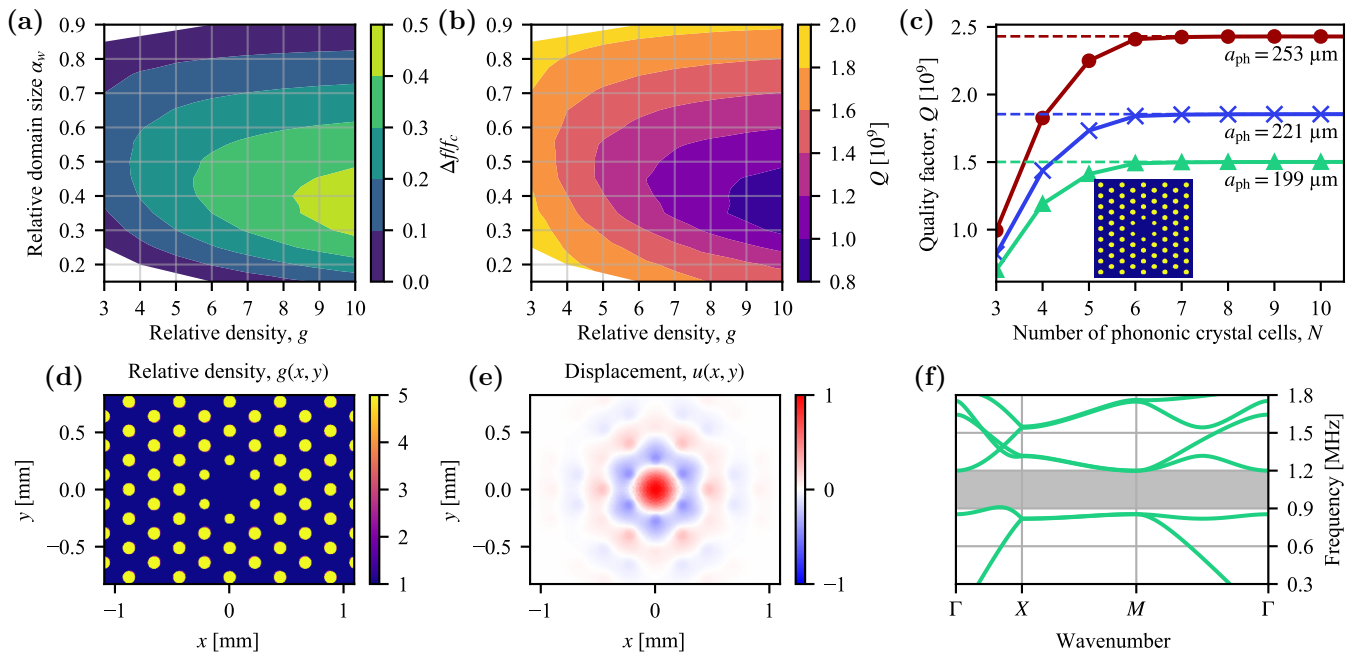 (a)
0.9
0.8
0.7
0.6
0.5
0.4
0.3
0.2
Relative domain size α_w
3 4 5 6 7 8 9 10
Relative density, g
0.5
0.4
0.3
0.2
0.1
0.0
Δf/f_c
(b)
0.9
0.8
0.7
0.6
0.5
0.4
0.3
0.2
3 4 5 6 7 8 9 10
Relative density, g
2.0
1.8
1.6
1.4
1.2
1.0
0.8
Q [10⁹]
(c)
2.5
2.0
1.5
1.0
Quality factor, Q [10⁹]
a_ph = 253 µm
a_ph = 221 µm
a_ph = 199 µm
3 4 5 6 7 8 9 10
Number of phononic crystal cells, N
(d)
Relative density, g(x, y)
0.5
0.0
−0.5
y [mm]
−1 0 1
x [mm]
5
4
3
2
1
(e)
Displacement, u(x, y)
0.5
0.0
−0.5
y [mm]
−1 0 1
x [mm]
1
0
−1
(f)
1.8
1.5
1.2
0.9
0.6
0.3
Frequency [MHz]
Γ X M Γ
Wavenumber